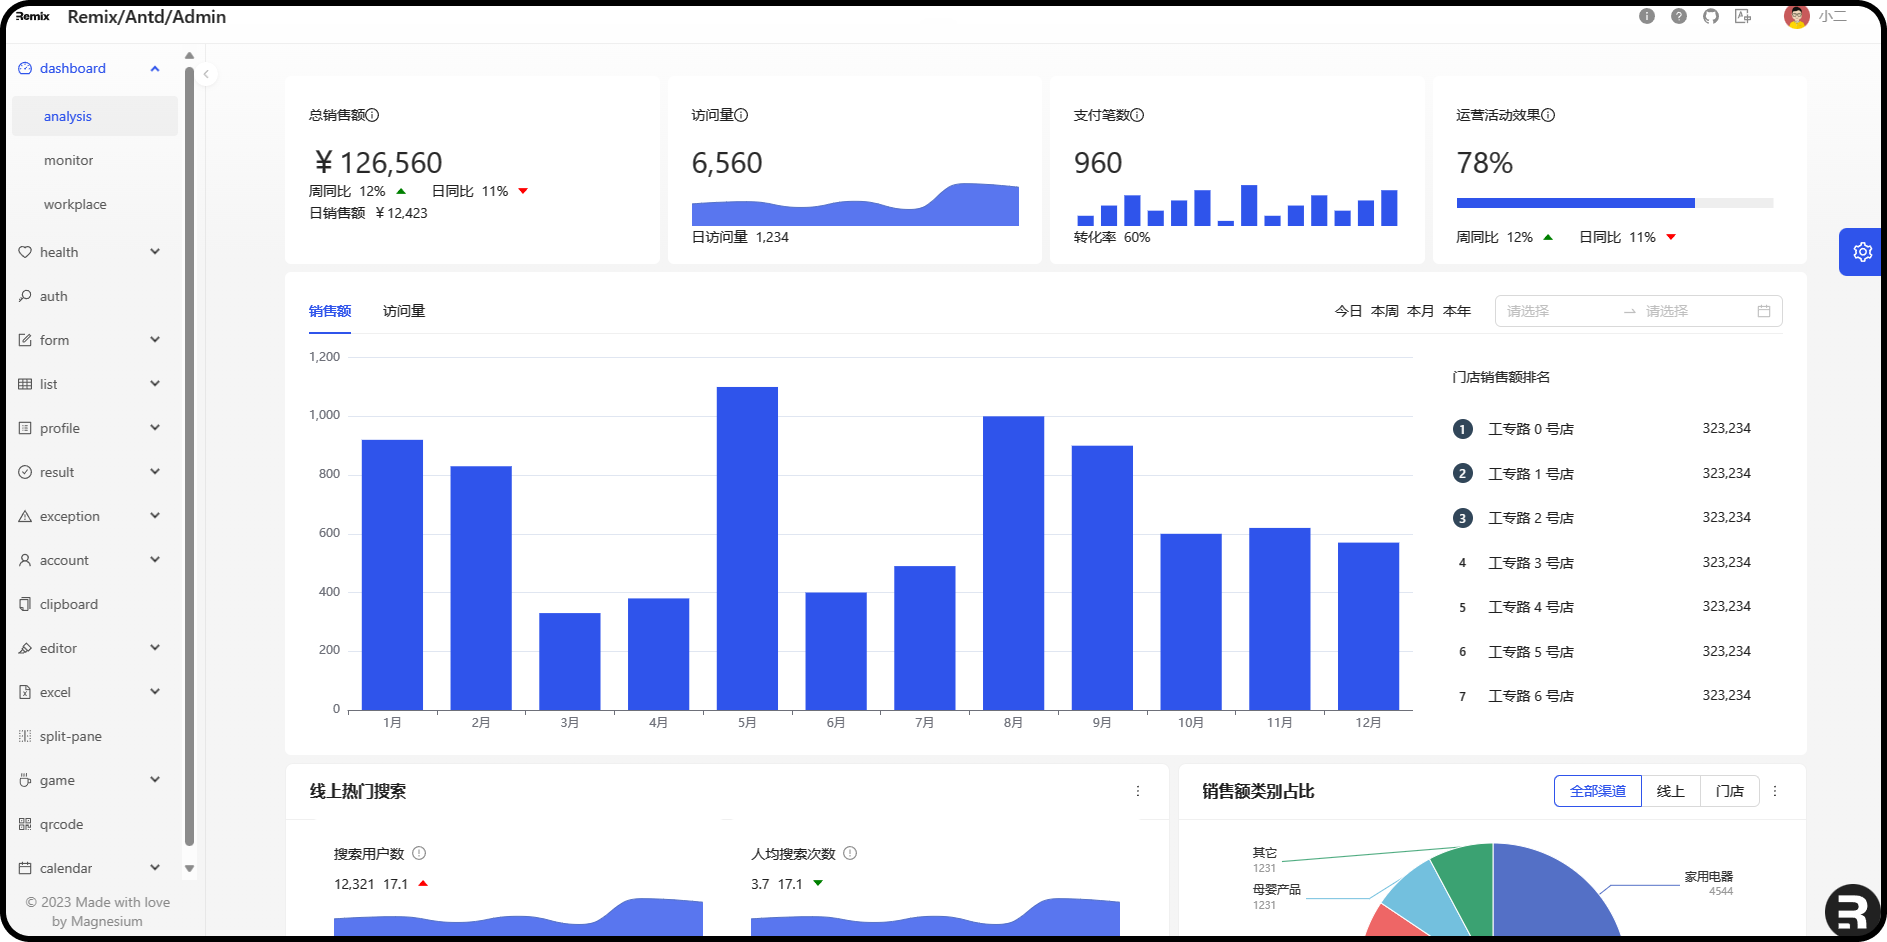 Remix
Remix/Antd/Admin
小二
dashboard
analysis
monitor
workplace
health
auth
form
list
profile
result
exception
account
clipboard
editor
excel
split-pane
game
qrcode
calendar
© 2023 Made with love
by Magnesium
总销售额
¥ 126,560
周同比 12% 日同比 11%
日销售额 ¥ 12,423
访问量
6,560
日访问量 1,234
支付笔数
960
转化率 60%
运营活动效果
78%
周同比 12% 日同比 11%
销售额 访问量
今日 本周 本月 本年 请选择 请选择
1,200
1,000
800
600
400
200
0
1月 2月 3月 4月 5月 6月 7月 8月 9月 10月 11月 12月
门店销售额排名
1 工专路 0 号店 323,234
2 工专路 1 号店 323,234
3 工专路 2 号店 323,234
4 工专路 3 号店 323,234
5 工专路 4 号店 323,234
6 工专路 5 号店 323,234
7 工专路 6 号店 323,234
线上热门搜索
搜索用户数
12,321 17.1
人均搜索次数
3.7 17.1
销售额类别占比
全部渠道 线上 门店
其它
1231
母婴产品
1231
家用电器
4544